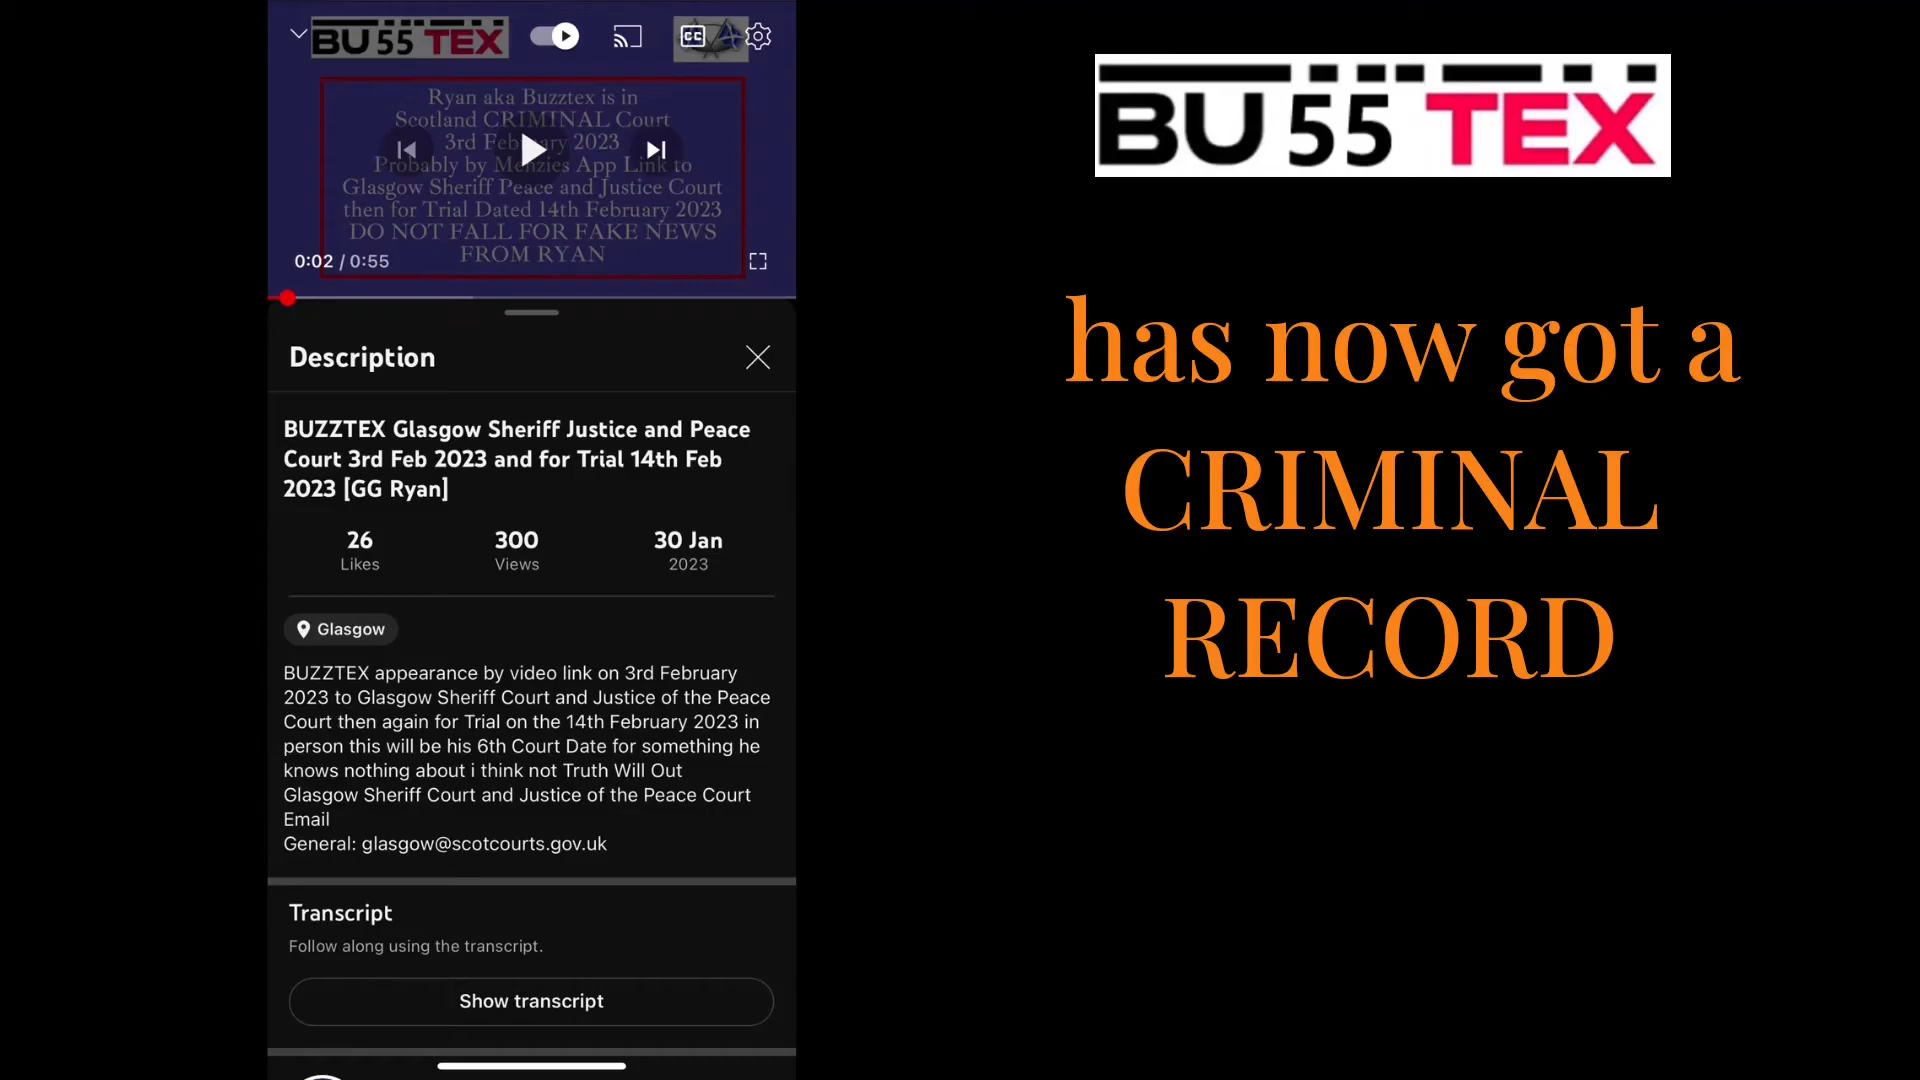 BU55 TEX
CC
Ryan aka Buzztex is in
Scotland CRIMINAL Court
3rd February 2023
Probably by Menzies App Link to
Glasgow Sheriff Peace and Justice Court
then for Trial Dated 14th February 2023
DO NOT FALL FOR FAKE NEWS
FROM RYAN
0:02 / 0:55
Description
BUZZTEX Glasgow Sheriff Justice and Peace
Court 3rd Feb 2023 and for Trial 14th Feb
2023 [GG Ryan]
26 300 30 Jan
Likes Views 2023
Glasgow
BUZZTEX appearance by video link on 3rd February
2023 to Glasgow Sheriff Court and Justice of the Peace
Court then again for Trial on the 14th February 2023 in
person this will be his 6th Court Date for something he
knows nothing about i think not Truth Will Out
Glasgow Sheriff Court and Justice of the Peace Court
Email
General: glasgow@scotcourts.gov.uk
Transcript
Follow along using the transcript.
Show transcript
BU55 TEX
has now got a
CRIMINAL
RECORD